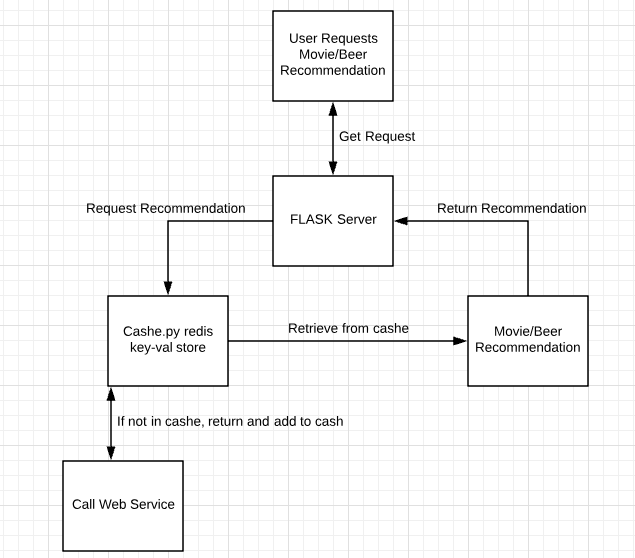 User Requests
Movie/Beer
Recommendation
Get Request
Request Recommendation
FLASK Server
Return Recommendation
Cashe.py redis
key-val store
Retrieve from cashe
Movie/Beer
Recommendation
If not in cashe, return and add to cash
Call Web Service